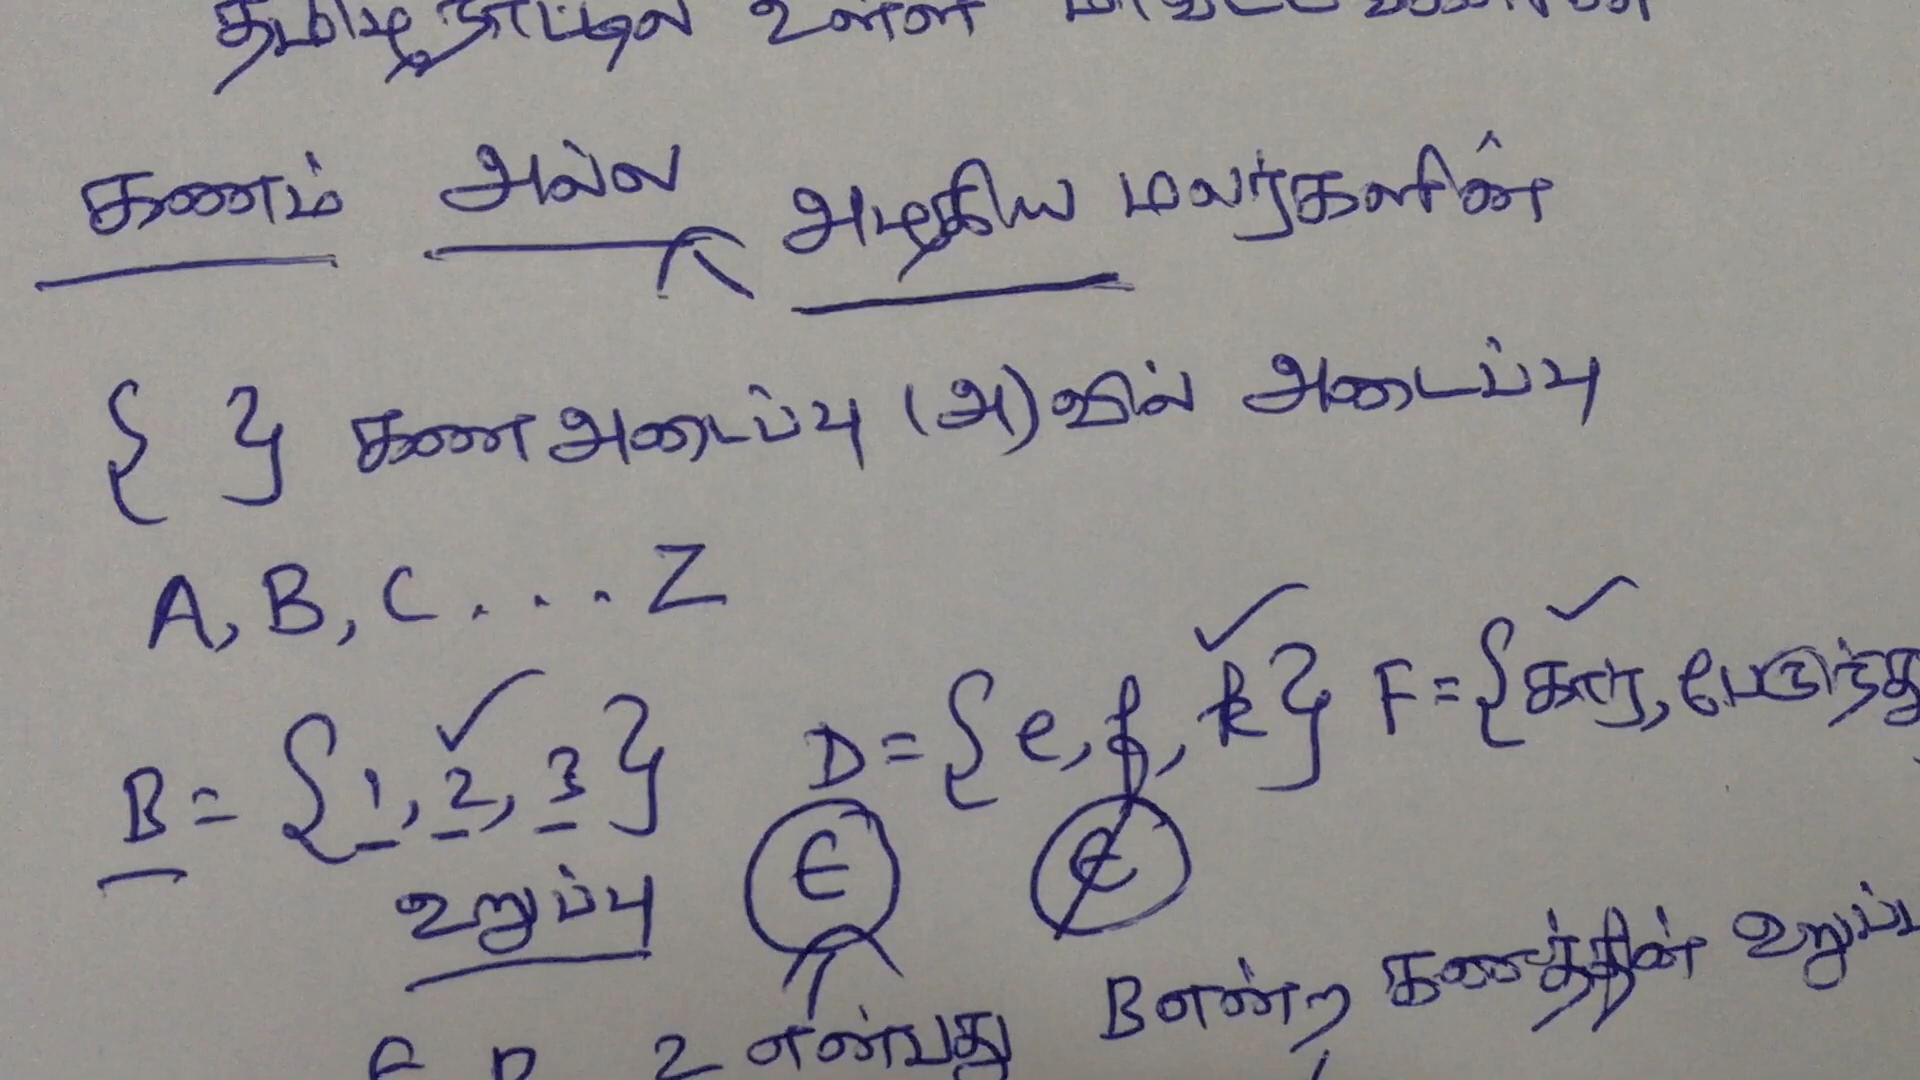 தமிழ்நாட்டில் உள்ள
கணம் அல்ல அழகிய மலர்களின்
{ } கண அடைப்பு (அ) வில் அடைப்பு
A, B, C . . . . Z
B = {1, 2, 3} D = {e, f, k} F = {கார், பேருந்து
உறுப்பு ∈ ∉
2 என்பது B என்ற கணத்தின் உறுப்பு